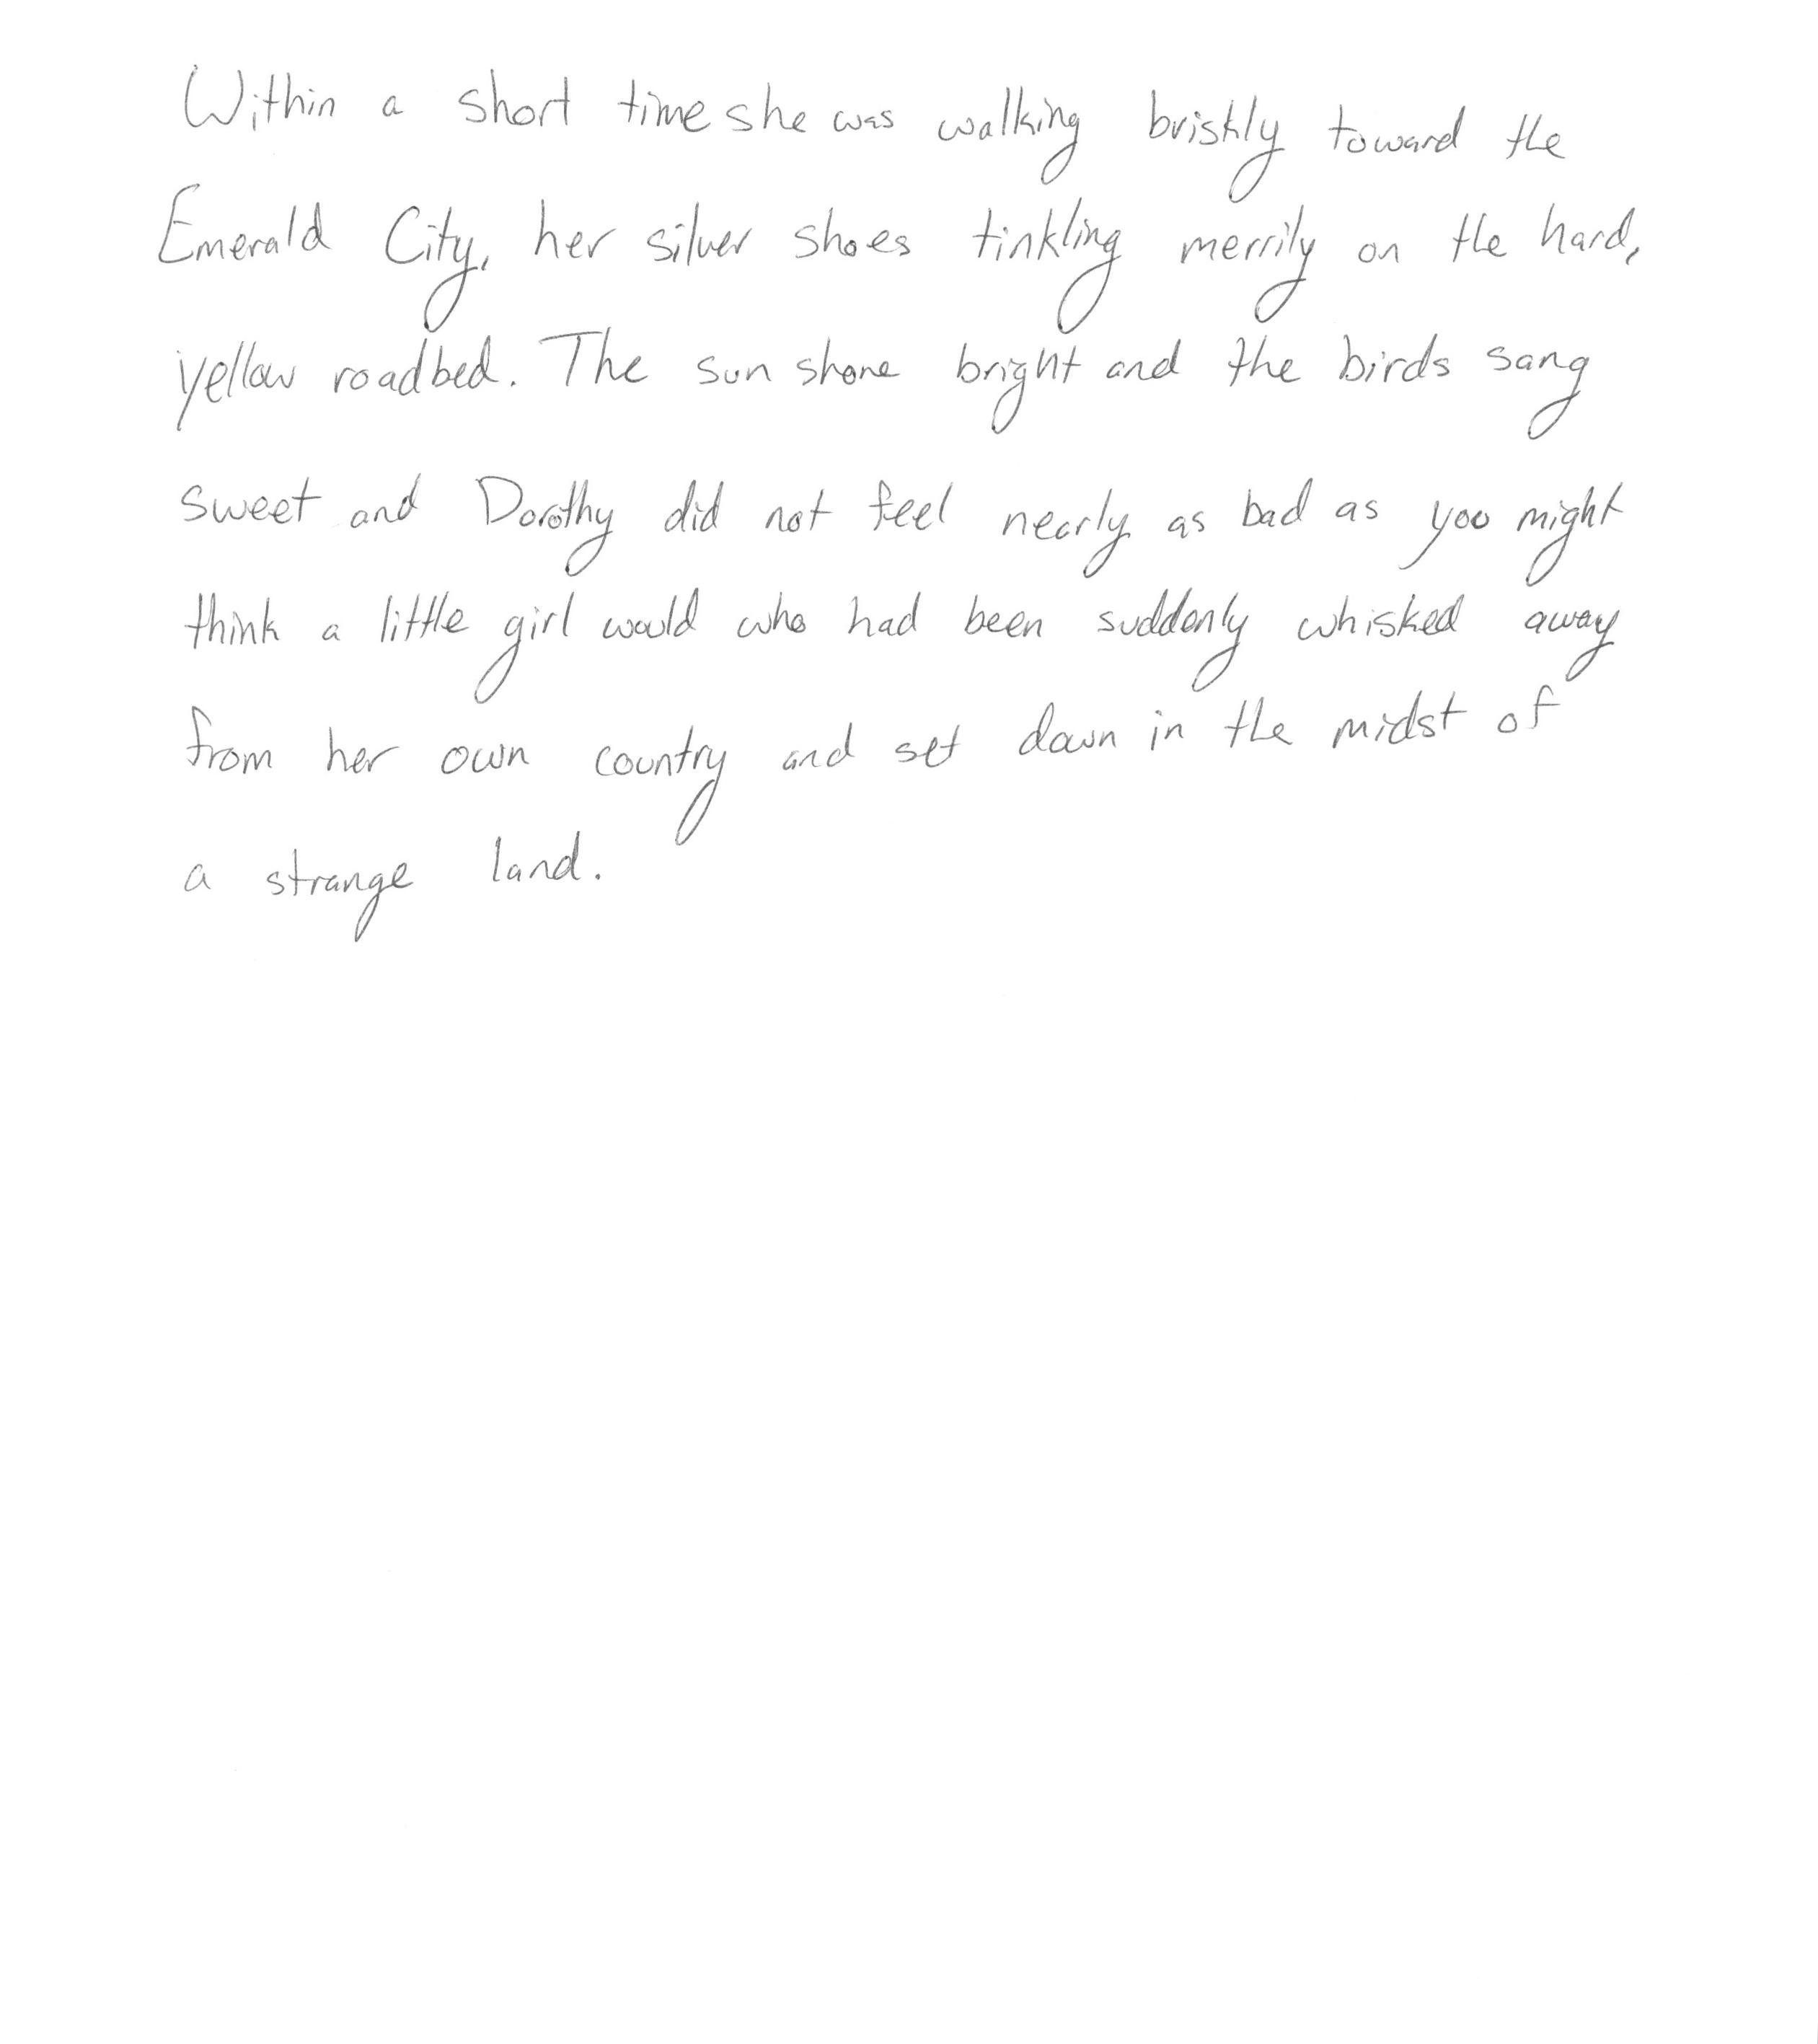 Within a short time she was walking briskly toward the
Emerald City, her silver shoes tinkling merrily on the hard,
yellow roadbed. The sun shone bright and the birds sang
sweet and Dorothy did not feel nearly as bad as you might
think a little girl would who had been suddenly whisked away
from her own country and set down in the midst of
a strange land.